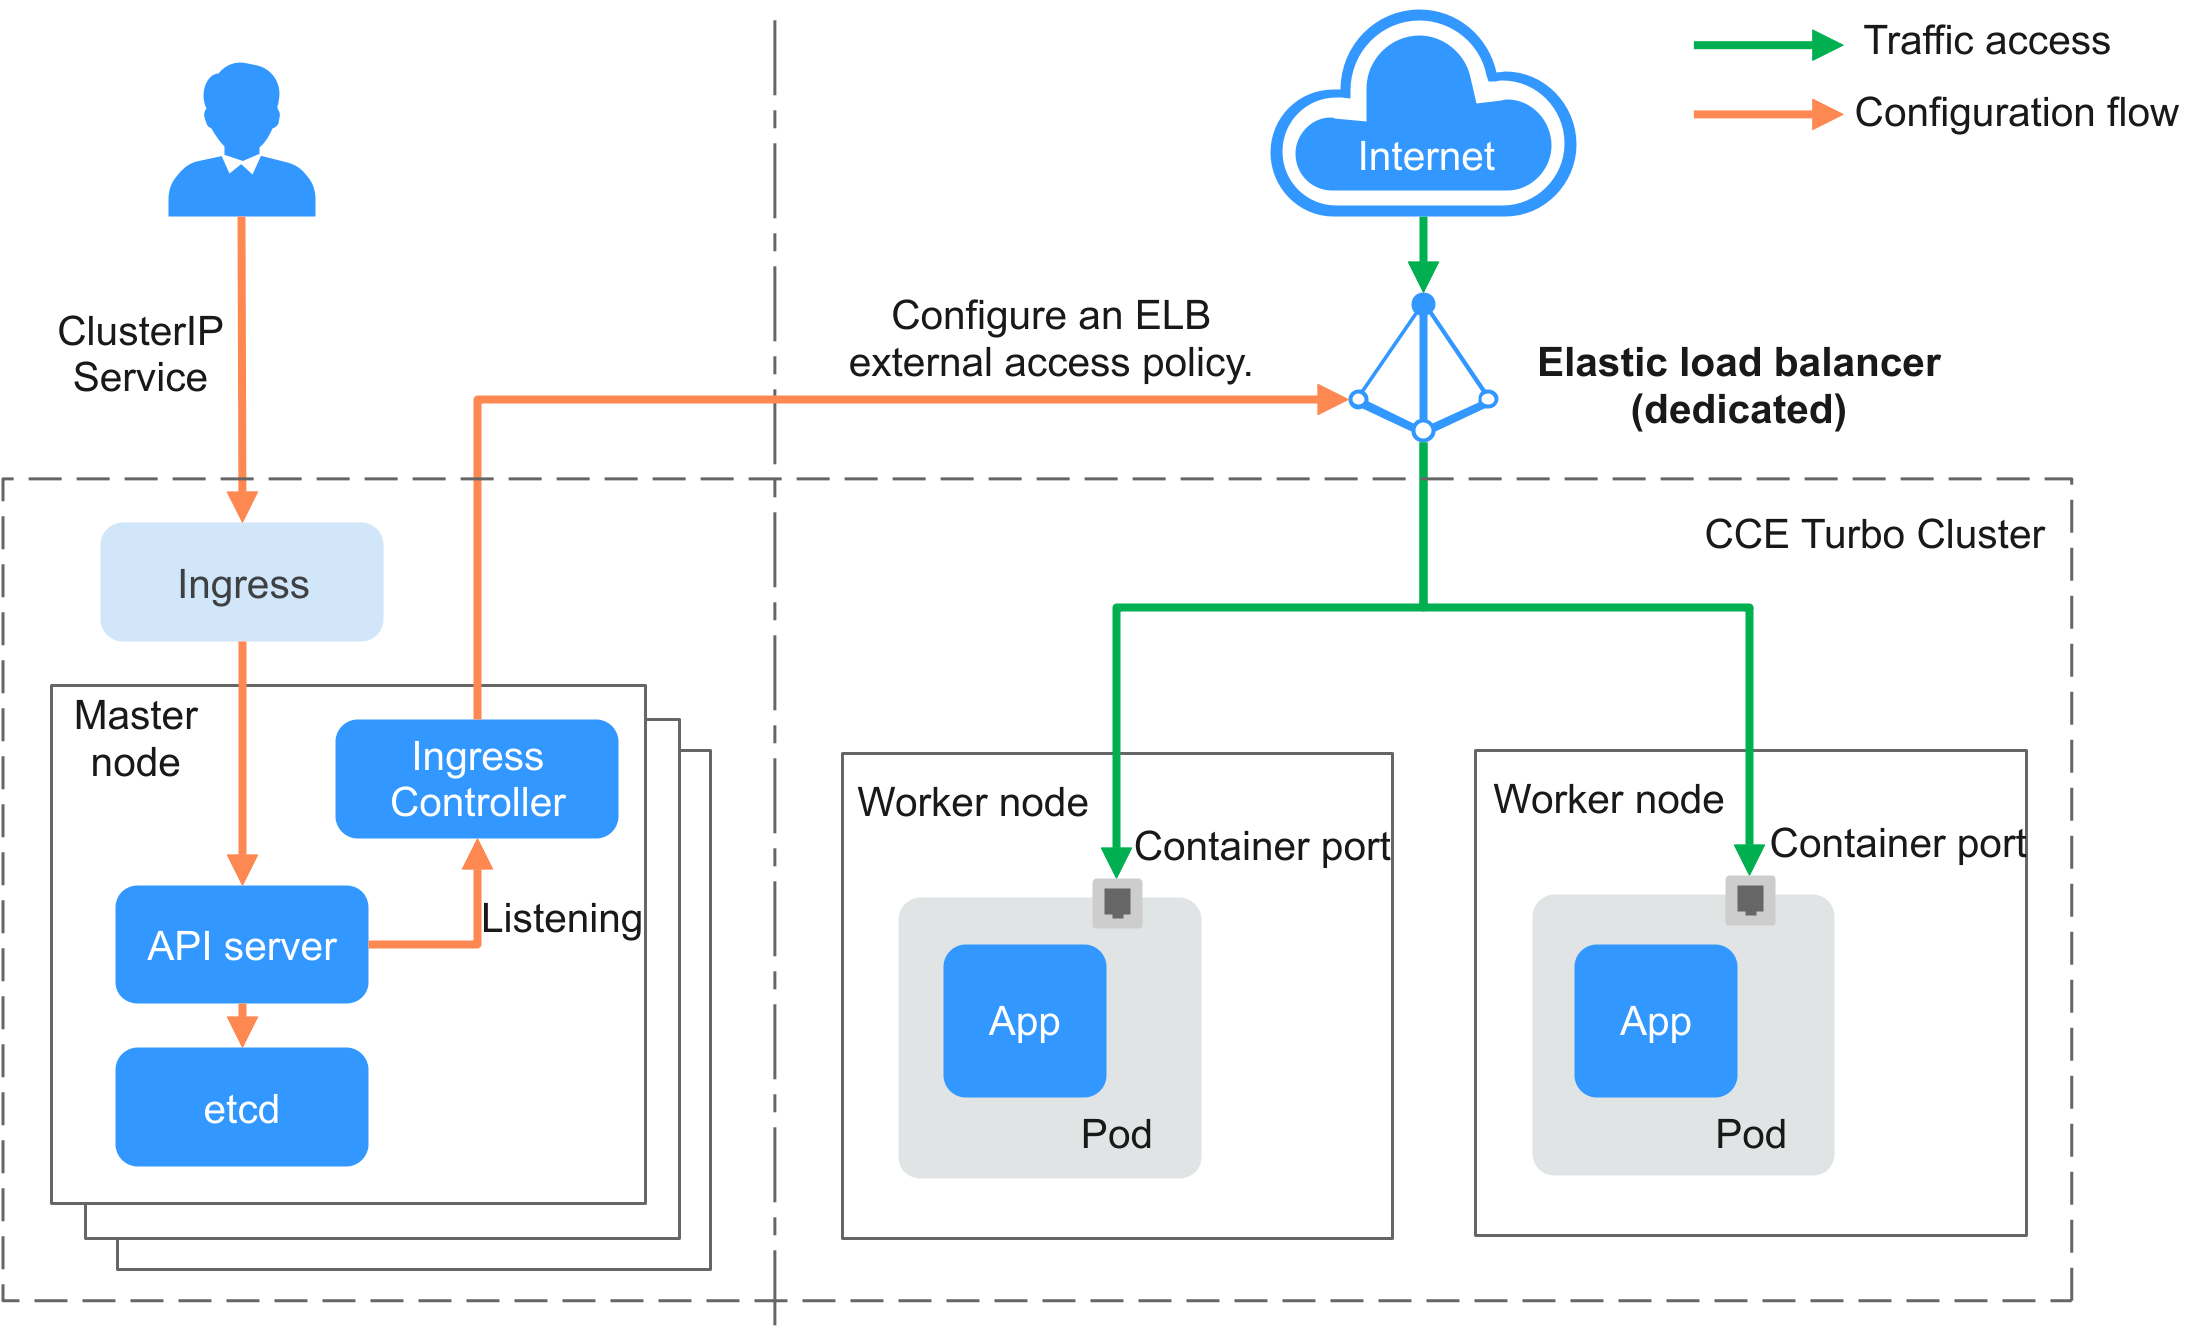 Traffic access
Configuration flow
Internet
ClusterIP
Service
Configure an ELB
external access policy.
Elastic load balancer
(dedicated)
CCE Turbo Cluster
Ingress
Master
node
Ingress
Controller
Listening
API server
etcd
Worker node
Container port
App
Pod
Worker node
Container port
App
Pod